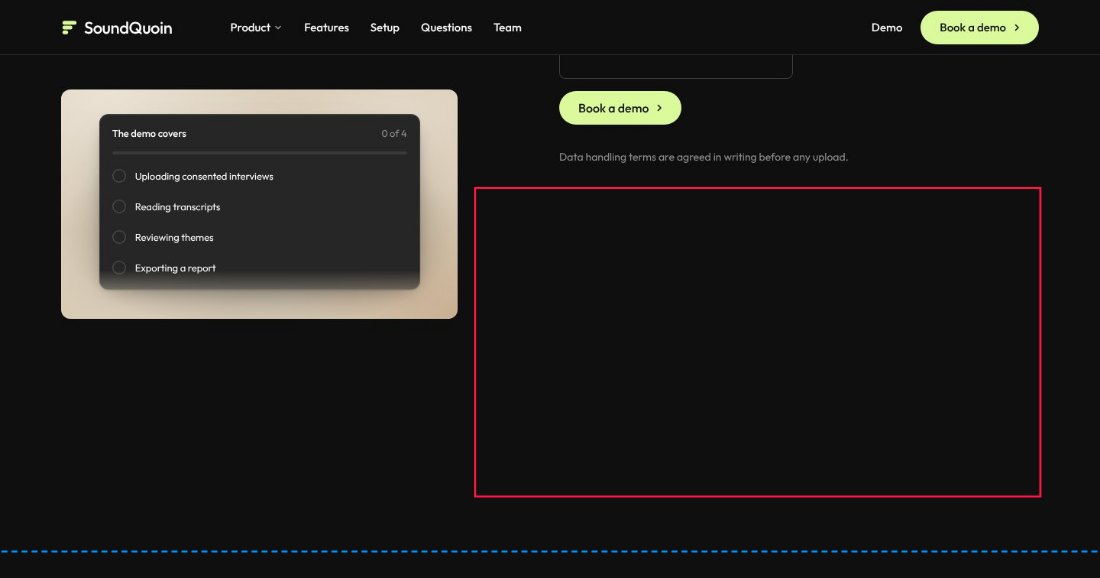 SoundQuoin
Product
Features
Setup
Questions
Team
Demo
Book a demo
The demo covers
0 of 4
Uploading consented interviews
Reading transcripts
Reviewing themes
Exporting a report
Book a demo
Data handling terms are agreed in writing before any upload.